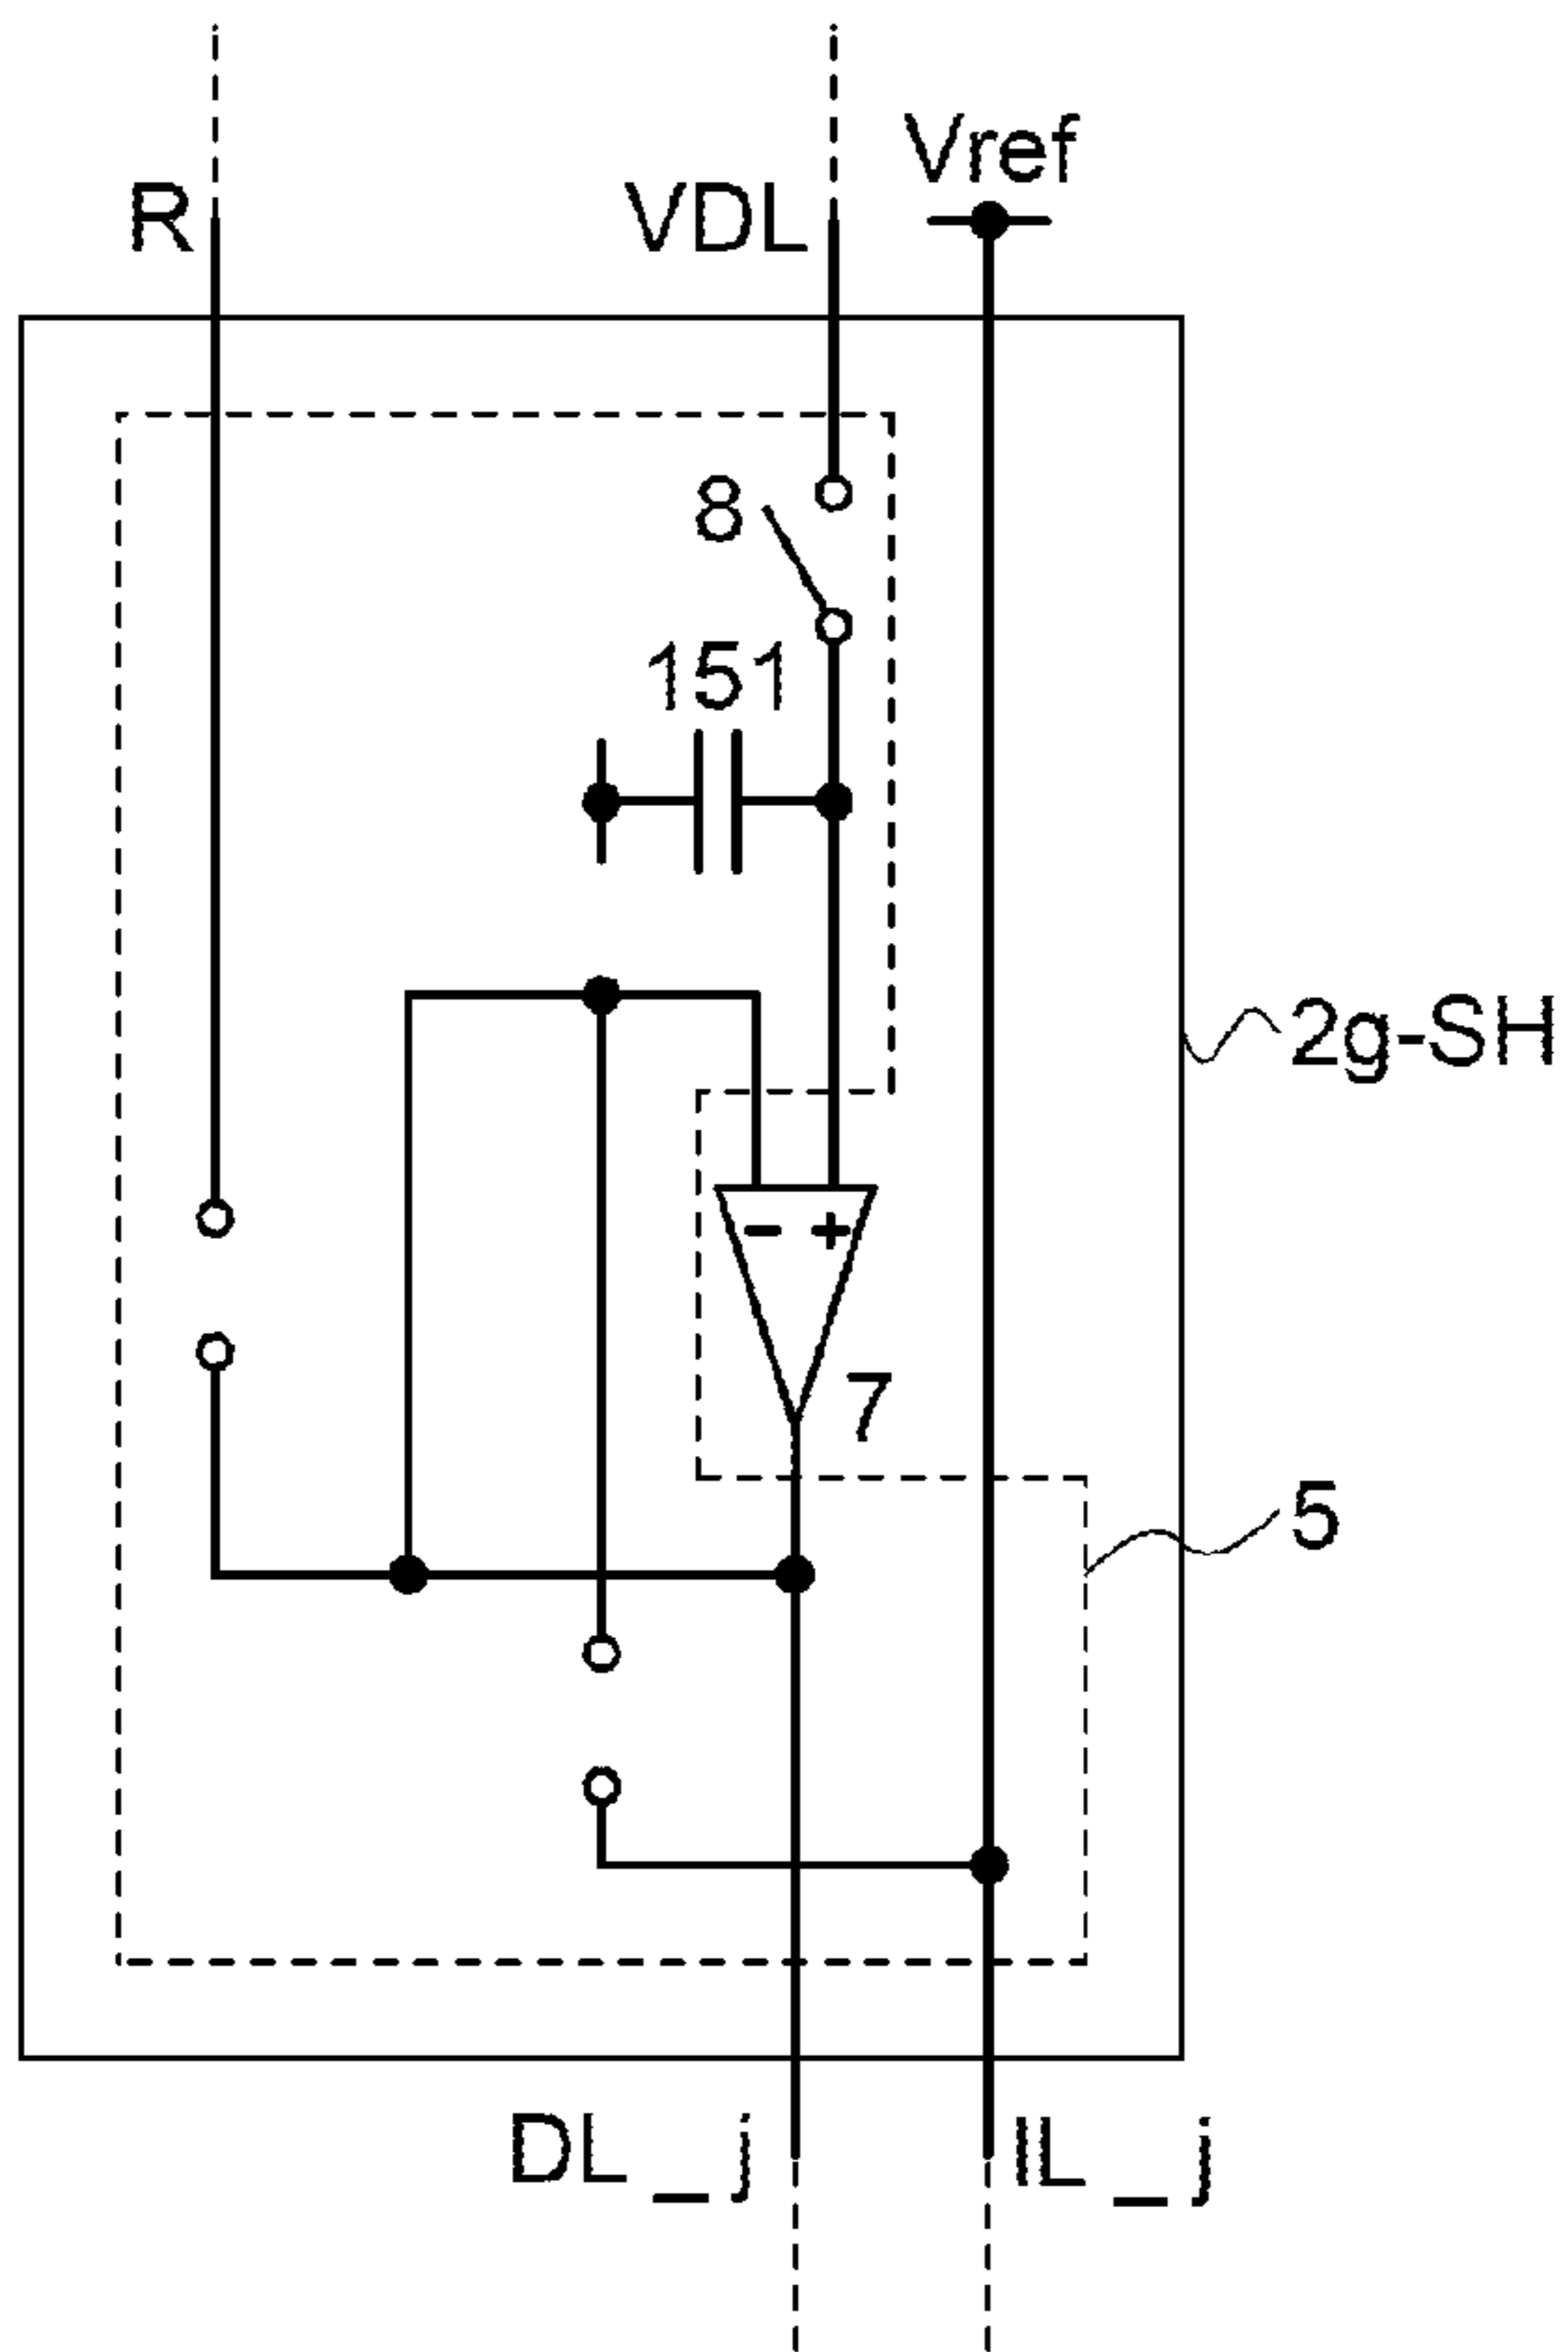 Vref
R
VDL
8
151
2g-SH
- +
7
5
DL_j
IL_j